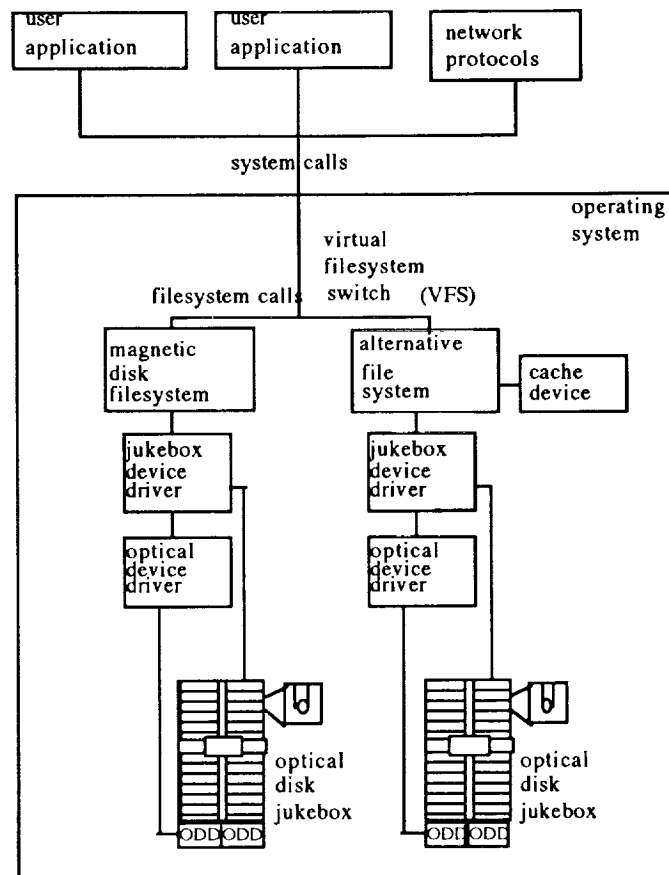 user
application
user
application
network
protocols
system calls
operating
system
virtual
filesystem
switch
filesystem calls
(VFS)
magnetic
disk
filesystem
alternative
file
system
cache
device
jukebox
device
driver
jukebox
device
driver
optical
device
driver
optical
device
driver
optical
disk
jukebox
optical
disk
jukebox
ODD ODD
ODD ODD